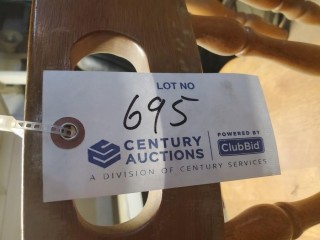 LOT NO
695
CENTURY
AUCTIONS
POWERED BY
ClubBid
A DIVISION OF CENTURY SERVICES